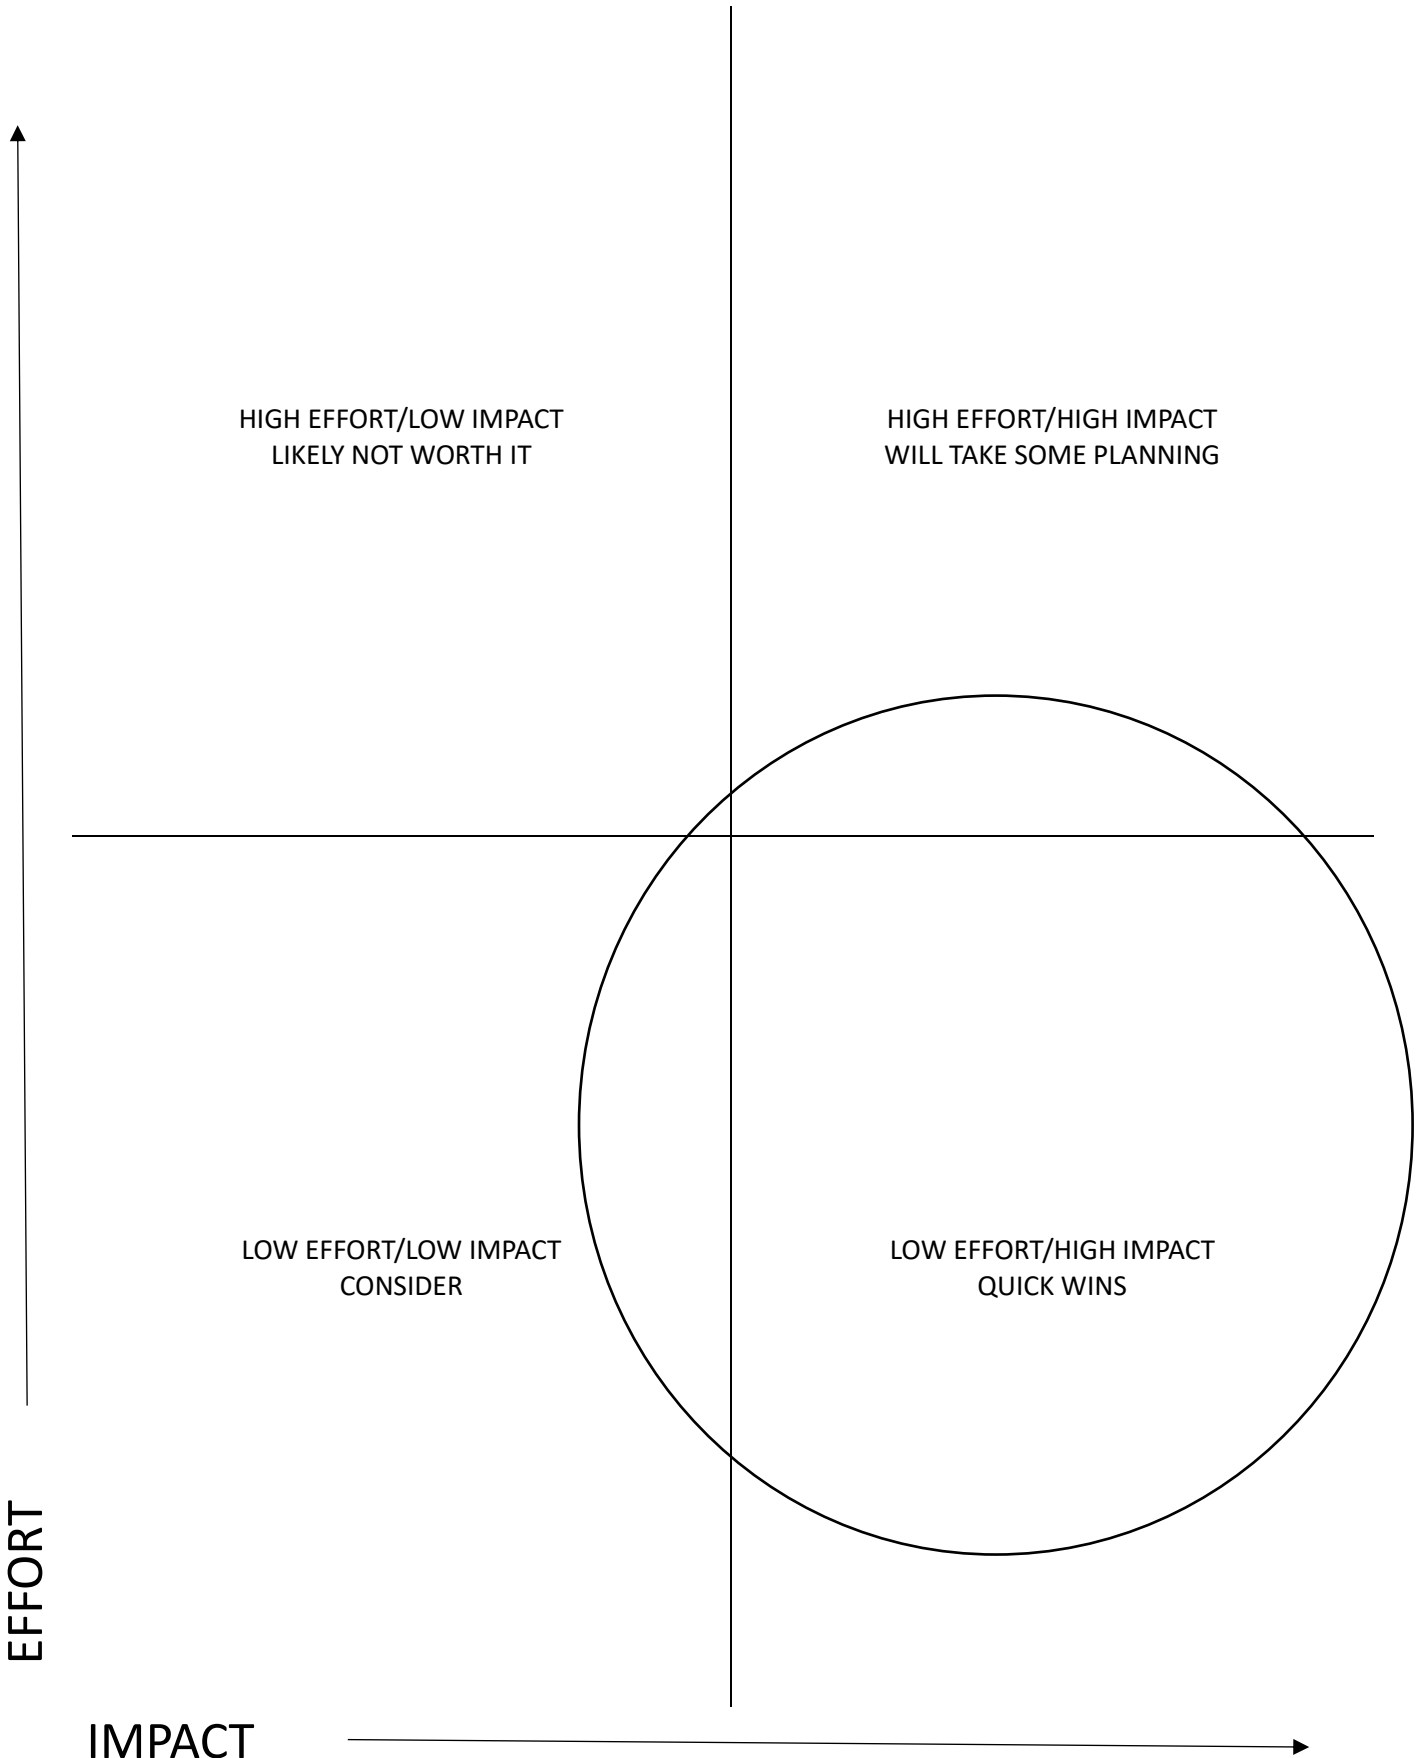 HIGH EFFORT/LOW IMPACT
LIKELY NOT WORTH IT
HIGH EFFORT/HIGH IMPACT
WILL TAKE SOME PLANNING
LOW EFFORT/LOW IMPACT
CONSIDER
LOW EFFORT/HIGH IMPACT
QUICK WINS
EFFORT
IMPACT